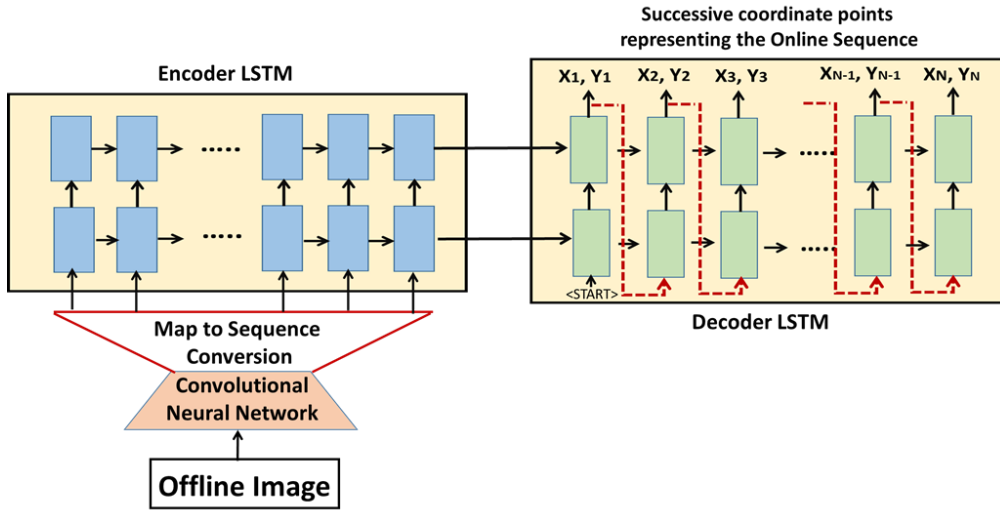 Successive coordinate points
representing the Online Sequence
Encoder LSTM
X1, Y1 X2, Y2 X3, Y3 XN-1, YN-1 XN, YN
.....
.....
.....
.....
<START>
Decoder LSTM
Map to Sequence
Conversion
Convolutional
Neural Network
Offline Image